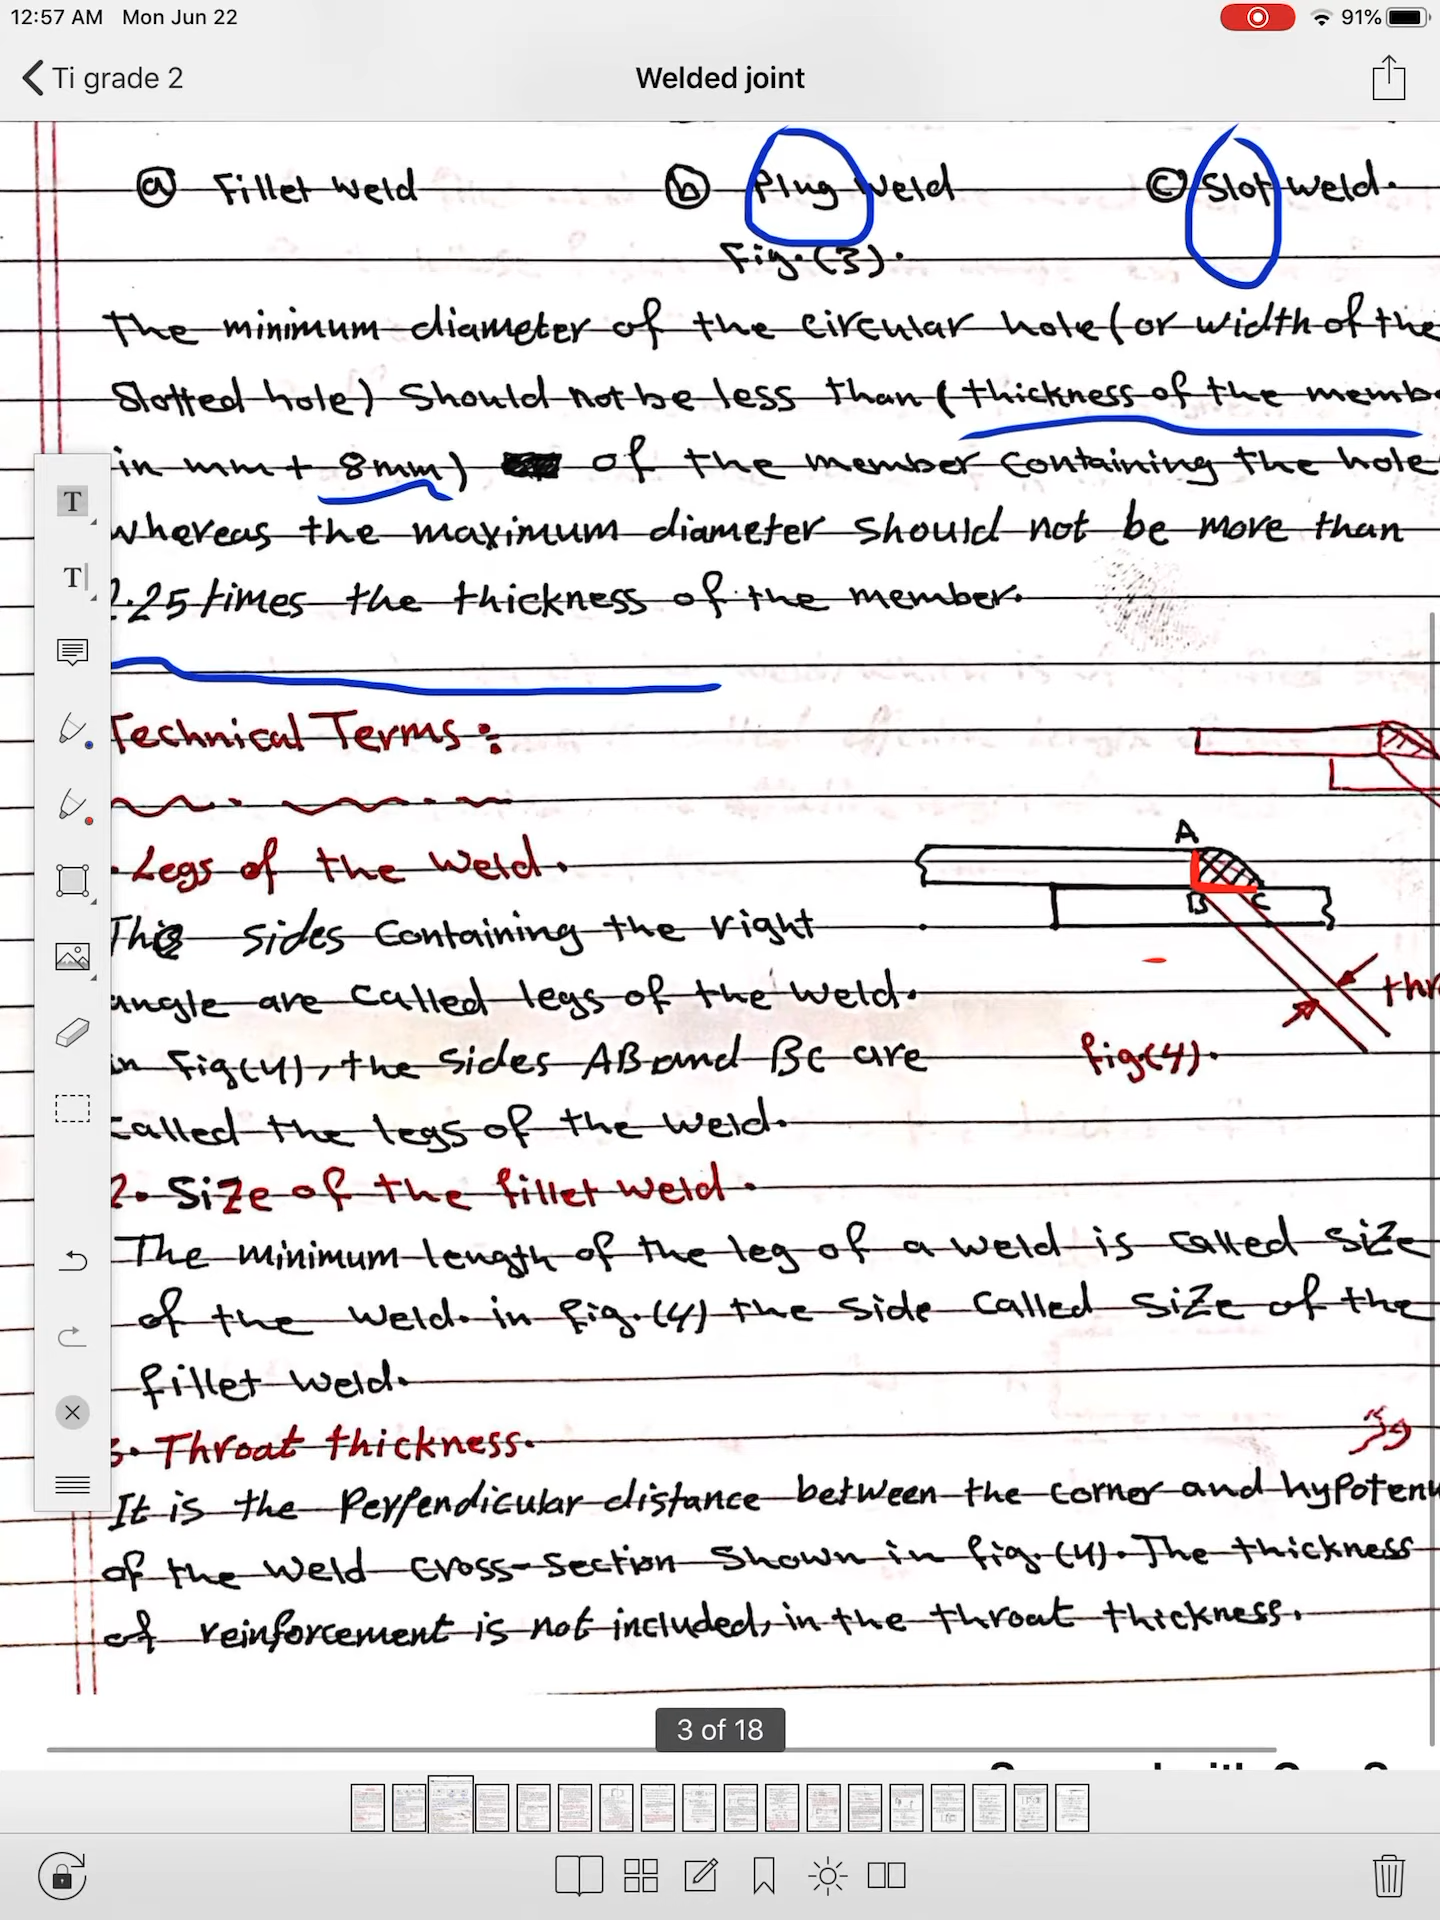 12:57 AM Mon Jun 22
91%
Ti grade 2
Welded joint
ⓐ Fillet weld
ⓑ Plug weld
ⓒ Slot weld.
Fig.(3).
The minimum diameter of the circular hole (or width of the
Slotted hole) Should not be less than (thickness of the memb
in mm + 8mm) of the member containing the hole
whereas the maximum diameter should not be more than
2.25 times the thickness of the member.
Technical Terms:
Legs of the weld.
A
B C
The sides Containing the right
angle are called legs of the weld.
thr
in Fig(4), the Sides AB and BC are
fig(4).
called the legs of the weld.
2. Size of the fillet weld.
The minimum length of the leg of a weld is called size
of the weld. in fig.(4) the side called size of the
fillet weld.
3. Throat thickness.
It is the Perpendicular distance between the corner and hypotenu
of the weld cross-section Shown in fig.(4). The thickness
of reinforcement is not included, in the throat thickness.
3 of 18
T
T